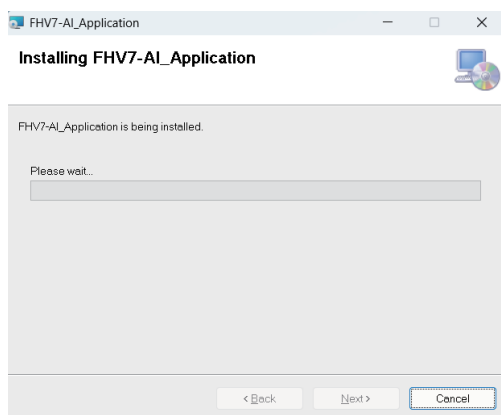 FHV7-AI_Application
Installing FHV7-AI_Application
FHV7-AI_Application is being installed.
Please wait...
< Back
Next >
Cancel